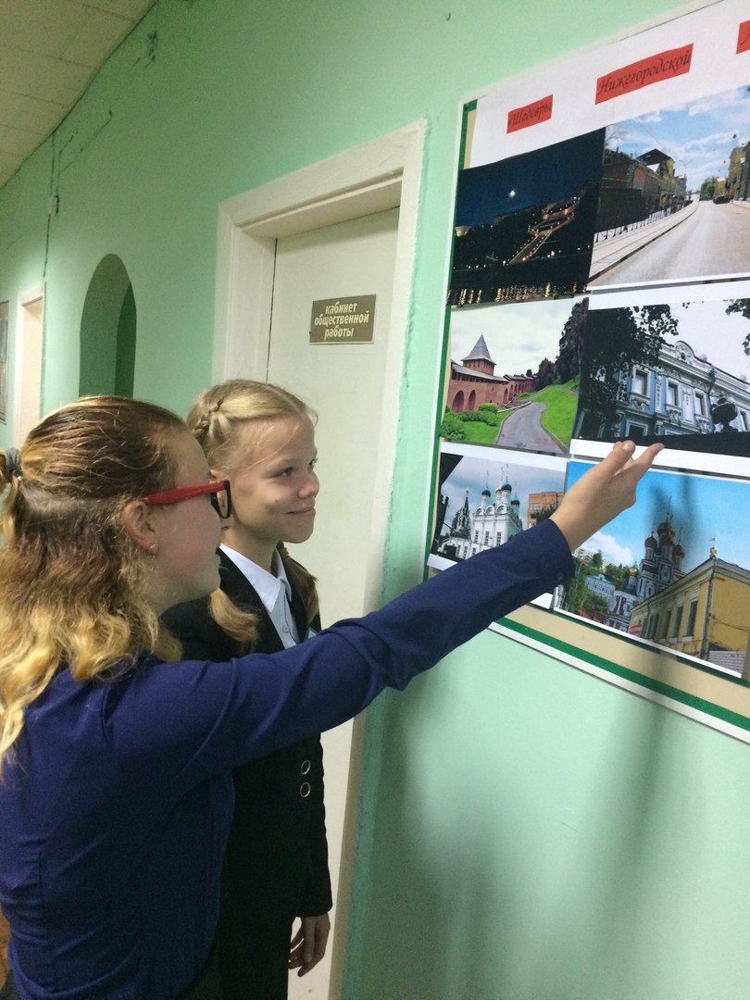 «Шедевры
Нижегородской
кабинет
общественной
работы